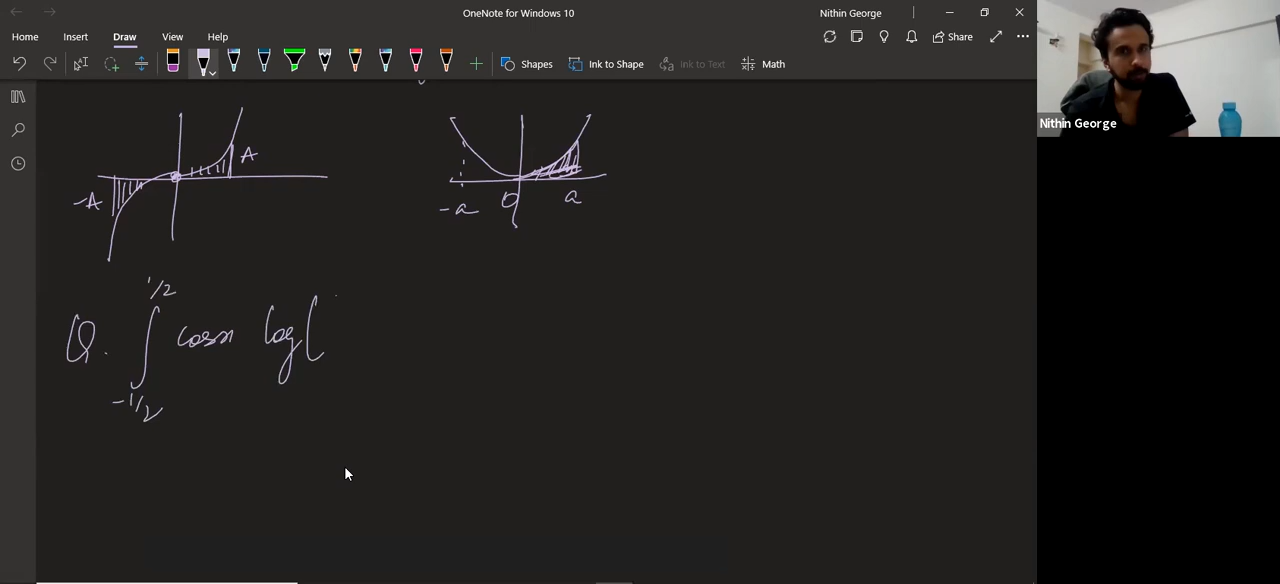 OneNote for Windows 10
Nithin George
Home Insert Draw View Help
Share
Shapes Ink to Shape Ink to Text Math
Nithin George
A
-A
-a O a
Q. ∫ cosx log(
1/2
-1/2